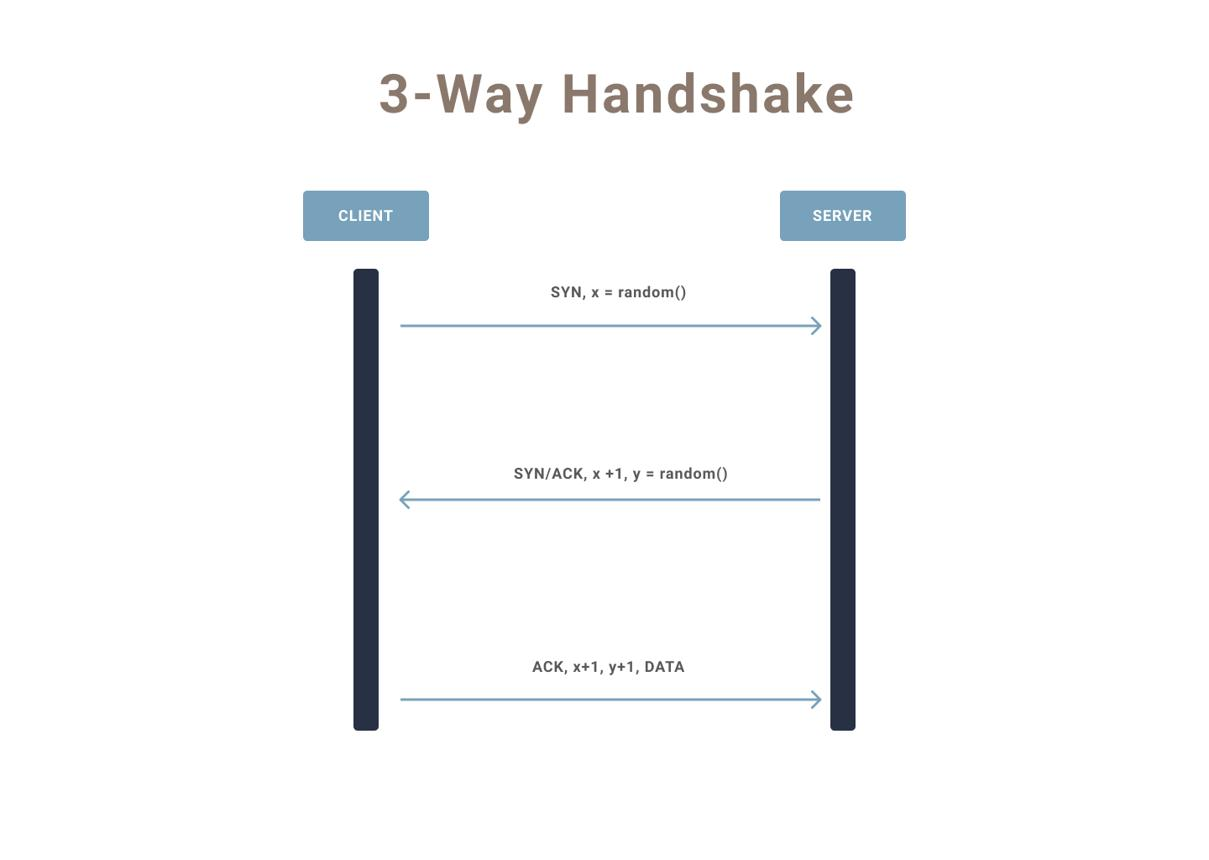 3-Way Handshake
CLIENT
SERVER
SYN, x = random()
SYN/ACK, x +1, y = random()
ACK, x+1, y+1, DATA